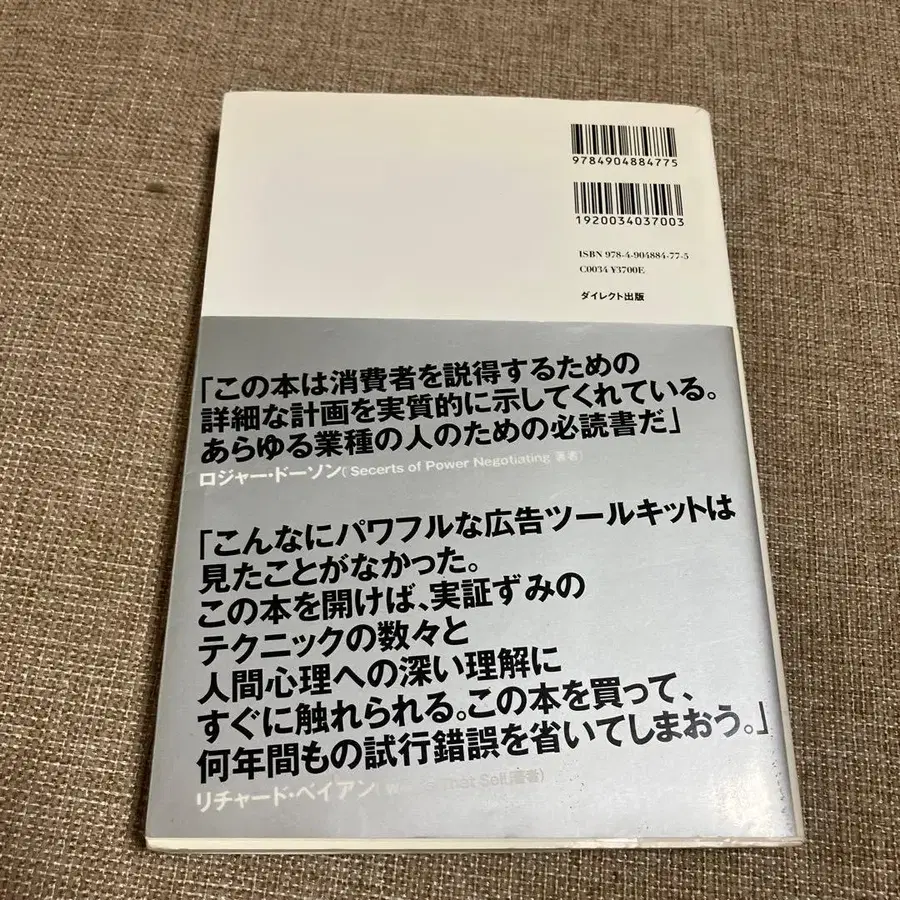 9784904884775
1920034037003
ISBN 978-4-904884-77-5
C0034 ¥3700E
ダイレクト出版
「この本は消費者を説得するための
詳細な計画を実質的に示してくれている。
あらゆる業種の人のための必読書だ」
ロジャー・ドーソン(Secerts of Power Negotiating 著者)
「こんなにパワフルな広告ツールキットは
見たことがなかった。
この本を開けば、実証ずみの
テクニックの数々と
人間心理への深い理解に
すぐに触れられる。この本を買って、
何年間もの試行錯誤を省いてしまおう。」
リチャード・ベイアン( That Sell 著者)